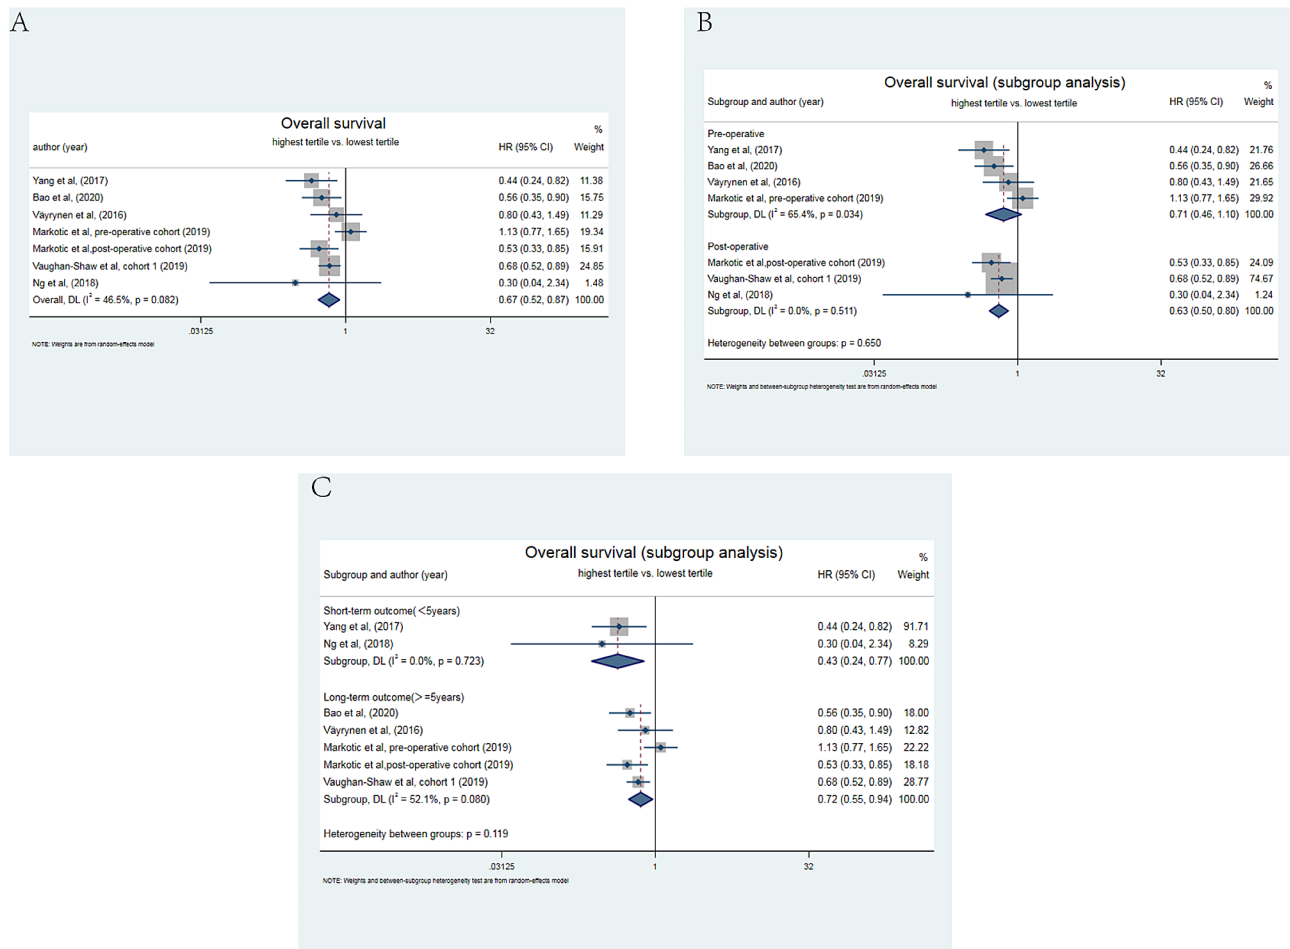 A
Overall survival
highest tertile vs. lowest tertile
%
author (year) HR (95% CI) Weight
Yang et al, (2017) 0.44 (0.24, 0.82) 11.38
Bao et al, (2020) 0.56 (0.35, 0.90) 15.75
Väyrynen et al, (2016) 0.80 (0.43, 1.49) 11.29
Markotic et al, pre-operative cohort (2019) 1.13 (0.77, 1.65) 19.34
Markotic et al,post-operative cohort (2019) 0.53 (0.33, 0.85) 15.91
Vaughan-Shaw et al, cohort 1 (2019) 0.68 (0.52, 0.89) 24.85
Ng et al, (2018) 0.30 (0.04, 2.34) 1.48
Overall, DL (I² = 46.5%, p = 0.082) 0.67 (0.52, 0.87) 100.00
.03125 1 32
NOTE: Weights are from random-effects model
B
Overall survival (subgroup analysis)
highest tertile vs. lowest tertile
%
Subgroup and author (year) HR (95% CI) Weight
Pre-operative
Yang et al, (2017) 0.44 (0.24, 0.82) 21.76
Bao et al, (2020) 0.56 (0.35, 0.90) 26.66
Väyrynen et al, (2016) 0.80 (0.43, 1.49) 21.65
Markotic et al, pre-operative cohort (2019) 1.13 (0.77, 1.65) 29.92
Subgroup, DL (I² = 65.4%, p = 0.034) 0.71 (0.46, 1.10) 100.00
Post-operative
Markotic et al,post-operative cohort (2019) 0.53 (0.33, 0.85) 24.09
Vaughan-Shaw et al, cohort 1 (2019) 0.68 (0.52, 0.89) 74.67
Ng et al, (2018) 0.30 (0.04, 2.34) 1.24
Subgroup, DL (I² = 0.0%, p = 0.511) 0.63 (0.50, 0.80) 100.00
Heterogeneity between groups: p = 0.650
.03125 1 32
NOTE: Weights and between-subgroup heterogeneity test are from random-effects model
C
Overall survival (subgroup analysis)
highest tertile vs. lowest tertile
%
Subgroup and author (year) HR (95% CI) Weight
Short-term outcome(＜5years)
Yang et al, (2017) 0.44 (0.24, 0.82) 91.71
Ng et al, (2018) 0.30 (0.04, 2.34) 8.29
Subgroup, DL (I² = 0.0%, p = 0.723) 0.43 (0.24, 0.77) 100.00
Long-term outcome(＞=5years)
Bao et al, (2020) 0.56 (0.35, 0.90) 18.00
Väyrynen et al, (2016) 0.80 (0.43, 1.49) 12.82
Markotic et al, pre-operative cohort (2019) 1.13 (0.77, 1.65) 22.22
Markotic et al,post-operative cohort (2019) 0.53 (0.33, 0.85) 18.18
Vaughan-Shaw et al, cohort 1 (2019) 0.68 (0.52, 0.89) 28.77
Subgroup, DL (I² = 52.1%, p = 0.080) 0.72 (0.55, 0.94) 100.00
Heterogeneity between groups: p = 0.119
.03125 1 32
NOTE: Weights and between-subgroup heterogeneity test are from random-effects model